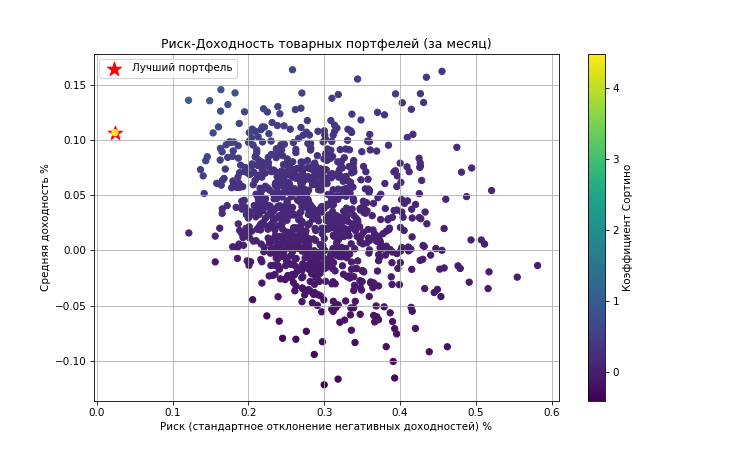 Риск-Доходность товарных портфелей (за месяц)
Лучший портфель
Средняя доходность %
0.15
0.10
0.05
0.00
−0.05
−0.10
0.0 0.1 0.2 0.3 0.4 0.5 0.6
Риск (стандартное отклонение негативных доходностей) %
4
3
2
1
0
Коэффициент Сортино